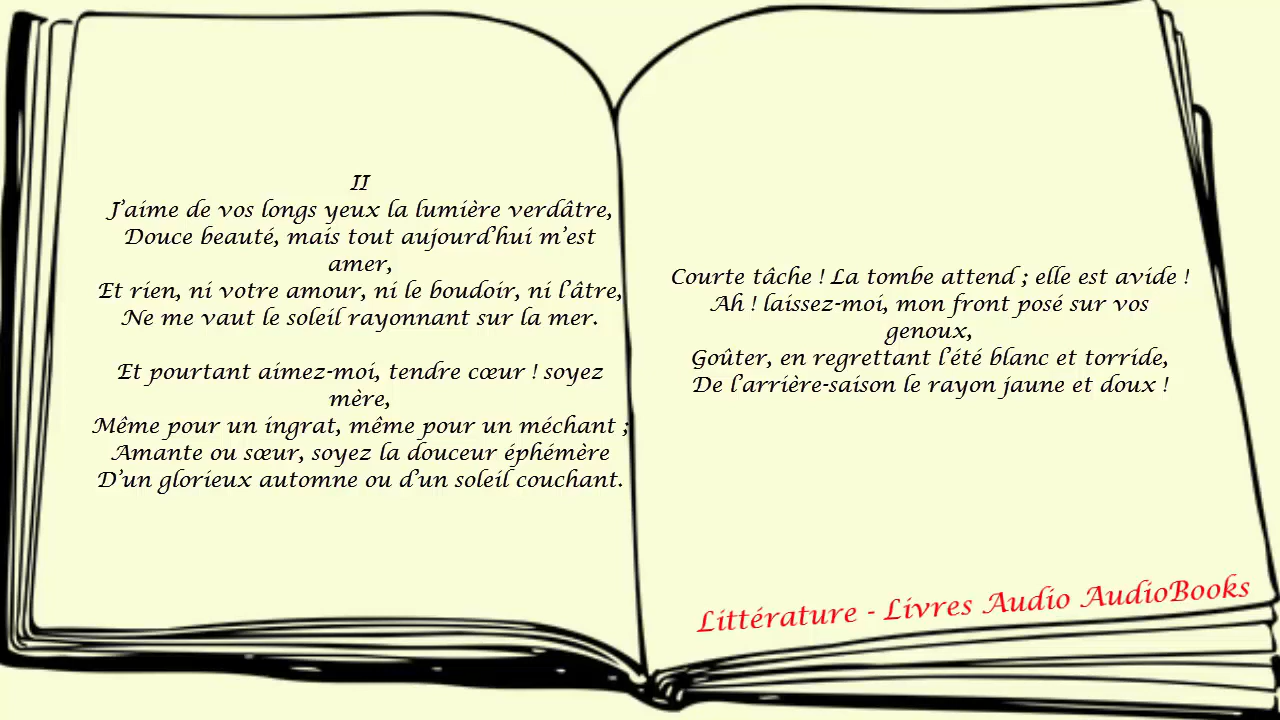 II
J'aime de vos longs yeux la lumière verdâtre,
Douce beauté, mais tout aujourd'hui m'est
amer,
Et rien, ni votre amour, ni le boudoir, ni l'âtre,
Ne me vaut le soleil rayonnant sur la mer.
Et pourtant aimez-moi, tendre cœur ! soyez
mère,
Même pour un ingrat, même pour un méchant ;
Amante ou sœur, soyez la douceur éphémère
D'un glorieux automne ou d'un soleil couchant.
Courte tâche ! La tombe attend ; elle est avide !
Ah ! laissez-moi, mon front posé sur vos
genoux,
Goûter, en regrettant l'été blanc et torride,
De l'arrière-saison le rayon jaune et doux !
Littérature - Livres Audio AudioBooks